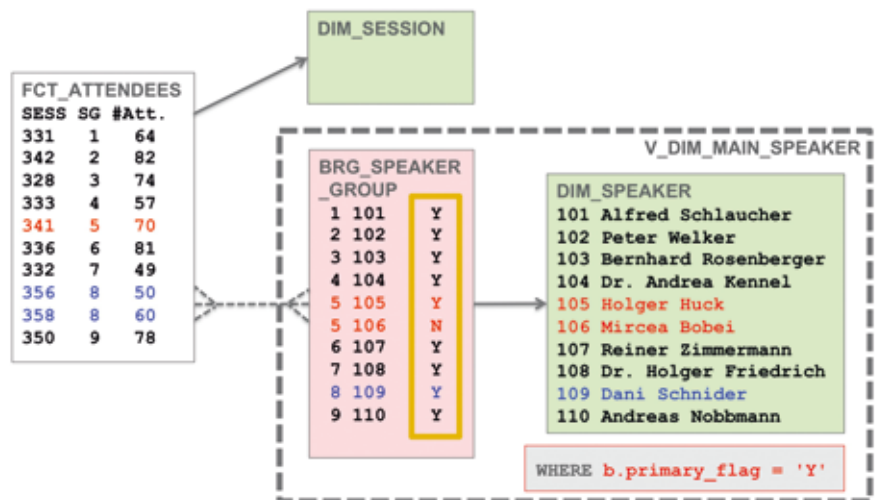 DIM_SESSION
FCT_ATTENDEES
SESS SG #Att.
331 1 64
342 2 82
328 3 74
333 4 57
341 5 70
336 6 81
332 7 49
356 8 50
358 8 60
350 9 78
V_DIM_MAIN_SPEAKER
BRG_SPEAKER
_GROUP
1 101 Y
2 102 Y
3 103 Y
4 104 Y
5 105 Y
5 106 N
6 107 Y
7 108 Y
8 109 Y
9 110 Y
DIM_SPEAKER
101 Alfred Schlaucher
102 Peter Welker
103 Bernhard Rosenberger
104 Dr. Andrea Kennel
105 Holger Huck
106 Mircea Bobei
107 Reiner Zimmermann
108 Dr. Holger Friedrich
109 Dani Schnider
110 Andreas Nobbmann
WHERE b.primary_flag = 'Y'